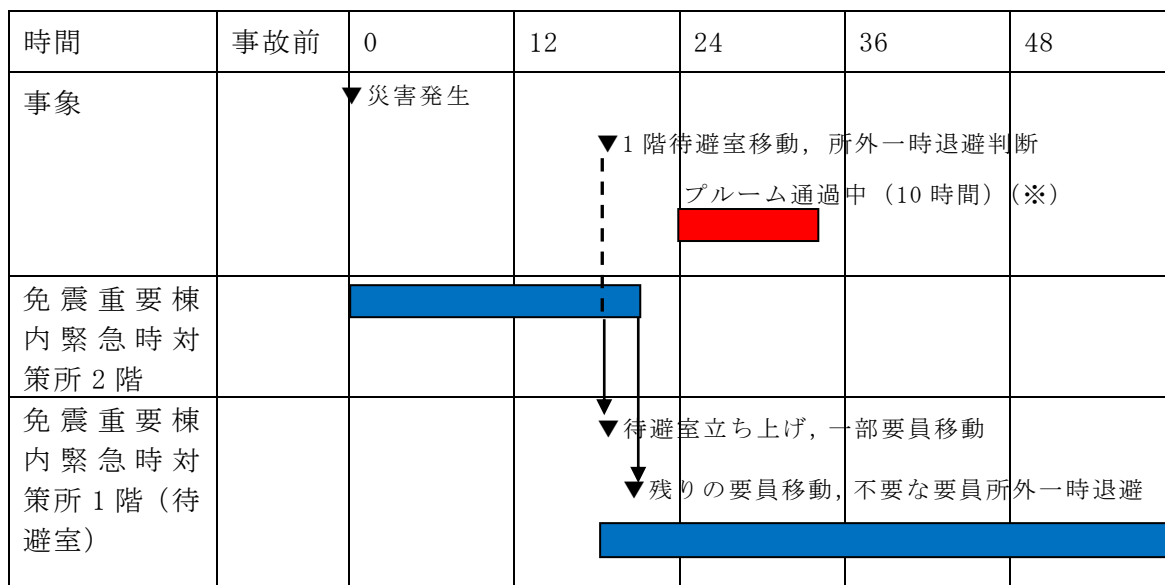 時間 事故前 0 12 24 36 48
事象
▼災害発生
▼1階待避室移動，所外一時退避判断
プルーム通過中（10時間）（※）
免震重要棟
内緊急時対
策所2階
免震重要棟
内緊急時対
策所1階（待
避室）
▼待避室立ち上げ，一部要員移動
▼残りの要員移動，不要な要員所外一時退避